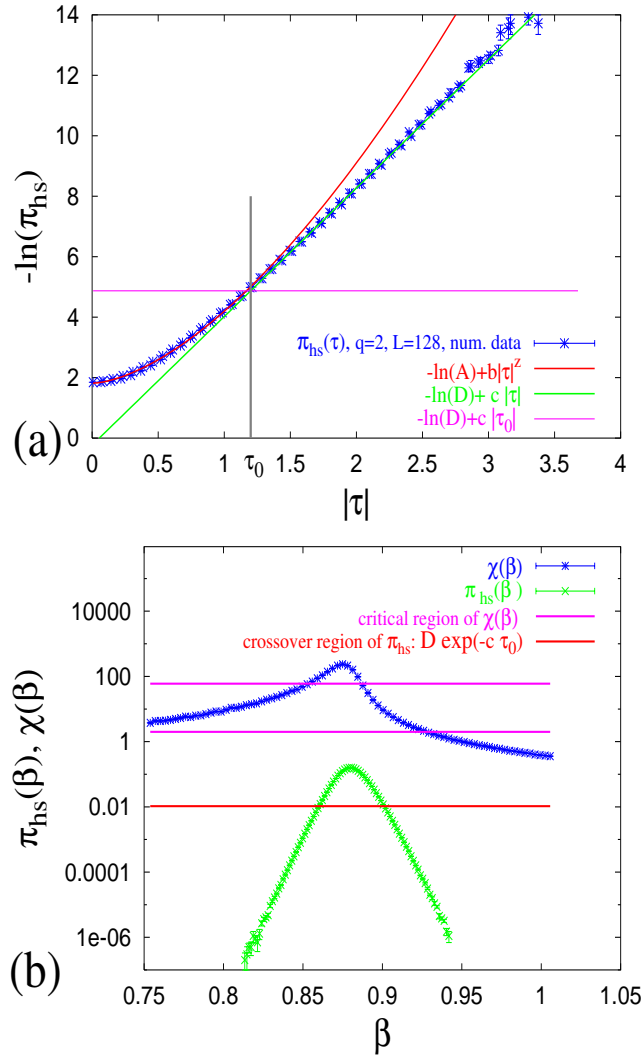 14
12
10
8
6
4
2
0
-ln(π_hs)
π_hs(τ), q=2, L=128, num. data
-ln(A)+b|τ|^z
-ln(D)+ c |τ|
-ln(D)+c |τ_0|
0 0.5 1 τ_0 1.5 2 2.5 3 3.5 4
(a)
|τ|
χ(β)
π_hs(β )
critical region of χ(β)
crossover region of π_hs: D exp(-c τ_0)
10000
100
1
0.01
0.0001
1e-06
π_hs(β), χ(β)
0.75 0.8 0.85 0.9 0.95 1 1.05
(b)
β